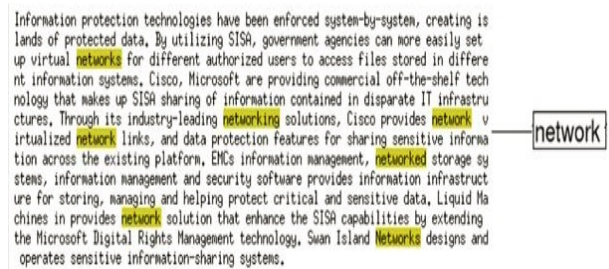 Information protection technologies have been enforced system-by-system, creating is
lands of protected data. By utilizing SISA, government agencies can more easily set
up virtual networks for different authorized users to access files stored in differe
nt information systems. Cisco, Microsoft are providing commercial off-the-shelf tech
nology that makes up SISA sharing of information contained in disparate IT infrastru
ctures. Through its industry-leading networking solutions, Cisco provides network v
irtualized network links, and data protection features for sharing sensitive informa
tion across the existing platform. EMCs information management, networked storage sy
stems, information management and security software provides information infrastruct
ure for storing, managing and helping protect critical and sensitive data. Liquid Ma
chines in provides network solution that enhance the SISA capabilities by extending
the Microsoft Digital Rights Management technology. Swan Island Networks designs and
operates sensitive information-sharing systems.
network